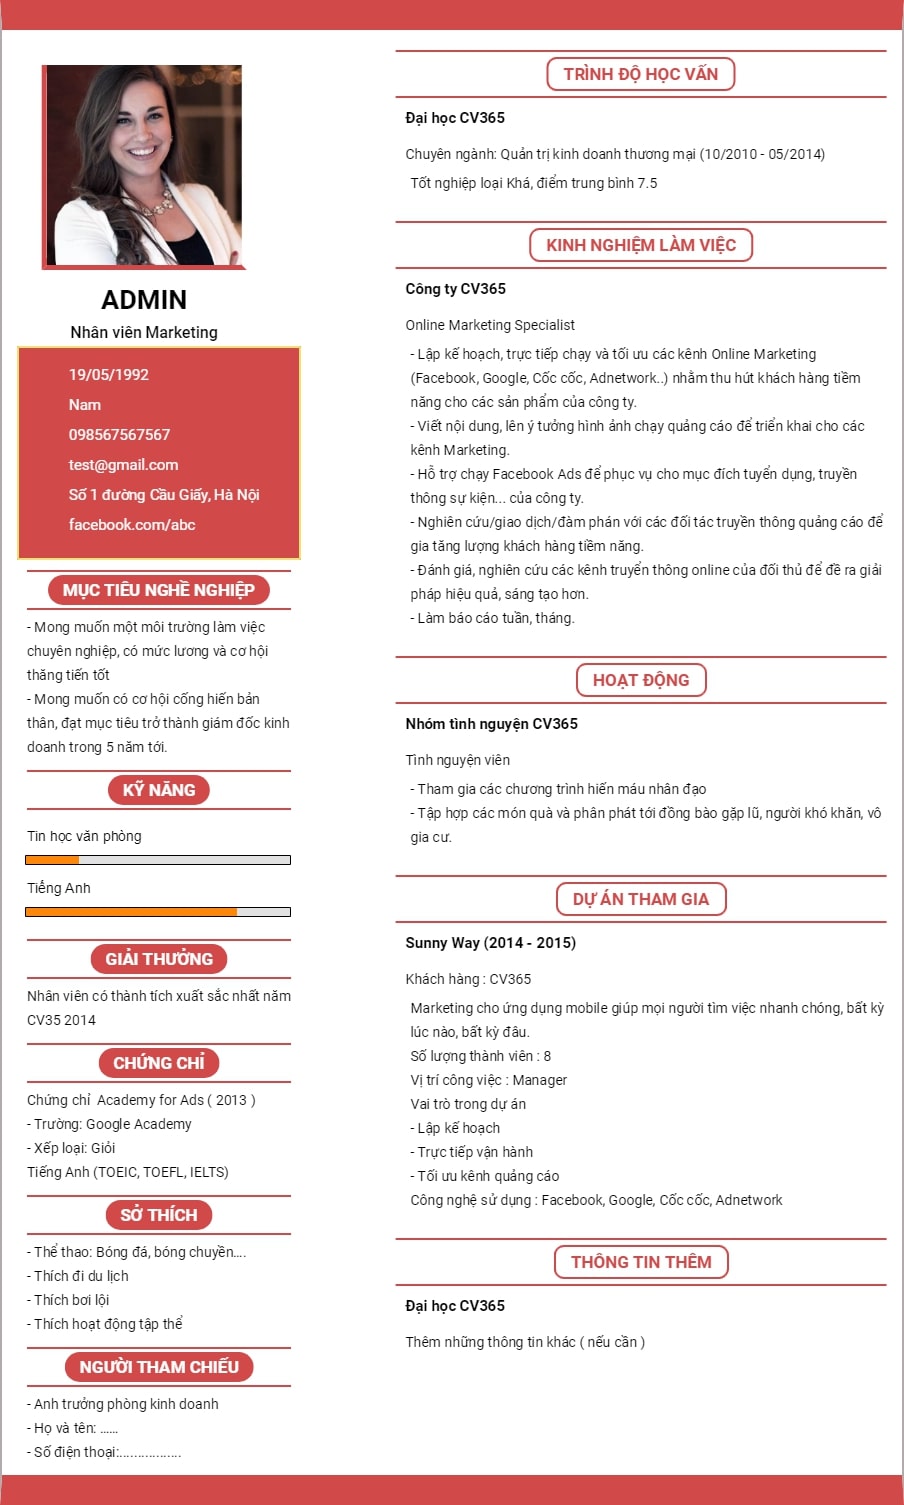 ADMIN
Nhân viên Marketing
19/05/1992
Nam
098567567567
test@gmail.com
Số 1 đường Cầu Giấy, Hà Nội
facebook.com/abc
MỤC TIÊU NGHỀ NGHIỆP
- Mong muốn một môi trường làm việc
chuyên nghiệp, có mức lương và cơ hội
thăng tiến tốt
- Mong muốn có cơ hội cống hiến bản
thân, đạt mục tiêu trở thành giám đốc kinh
doanh trong 5 năm tới.
KỸ NĂNG
Tin học văn phòng
Tiếng Anh
GIẢI THƯỞNG
Nhân viên có thành tích xuất sắc nhất năm
CV35 2014
CHỨNG CHỈ
Chứng chỉ  Academy for Ads ( 2013 )
- Trường: Google Academy
- Xếp loại: Giỏi
Tiếng Anh (TOEIC, TOEFL, IELTS)
SỞ THÍCH
- Thể thao: Bóng đá, bóng chuyền....
- Thích đi du lịch
- Thích bơi lội
- Thích hoạt động tập thể
NGƯỜI THAM CHIẾU
- Anh trưởng phòng kinh doanh
- Họ và tên: ......
- Số điện thoại:.................
TRÌNH ĐỘ HỌC VẤN
Đại học CV365
Chuyên ngành: Quản trị kinh doanh thương mại (10/2010 - 05/2014)
Tốt nghiệp loại Khá, điểm trung bình 7.5
KINH NGHIỆM LÀM VIỆC
Công ty CV365
Online Marketing Specialist
- Lập kế hoạch, trực tiếp chạy và tối ưu các kênh Online Marketing
(Facebook, Google, Cốc cốc, Adnetwork..) nhằm thu hút khách hàng tiềm
năng cho các sản phẩm của công ty.
- Viết nội dung, lên ý tưởng hình ảnh chạy quảng cáo để triển khai cho các
kênh Marketing.
- Hỗ trợ chạy Facebook Ads để phục vụ cho mục đích tuyển dụng, truyền
thông sự kiện... của công ty.
- Nghiên cứu/giao dịch/đàm phán với các đối tác truyền thông quảng cáo để
gia tăng lượng khách hàng tiềm năng.
- Đánh giá, nghiên cứu các kênh truyển thông online của đối thủ để đề ra giải
pháp hiệu quả, sáng tạo hơn.
- Làm báo cáo tuần, tháng.
HOẠT ĐỘNG
Nhóm tình nguyện CV365
Tình nguyện viên
- Tham gia các chương trình hiến máu nhân đạo
- Tập hợp các món quà và phân phát tới đồng bào gặp lũ, người khó khăn, vô
gia cư.
DỰ ÁN THAM GIA
Sunny Way (2014 - 2015)
Khách hàng : CV365
Marketing cho ứng dụng mobile giúp mọi người tìm việc nhanh chóng, bất kỳ
lúc nào, bất kỳ đâu.
Số lượng thành viên : 8
Vị trí công việc : Manager
Vai trò trong dự án
- Lập kế hoạch
- Trực tiếp vận hành
- Tối ưu kênh quảng cáo
Công nghệ sử dụng : Facebook, Google, Cốc cốc, Adnetwork
THÔNG TIN THÊM
Đại học CV365
Thêm những thông tin khác ( nếu cần )